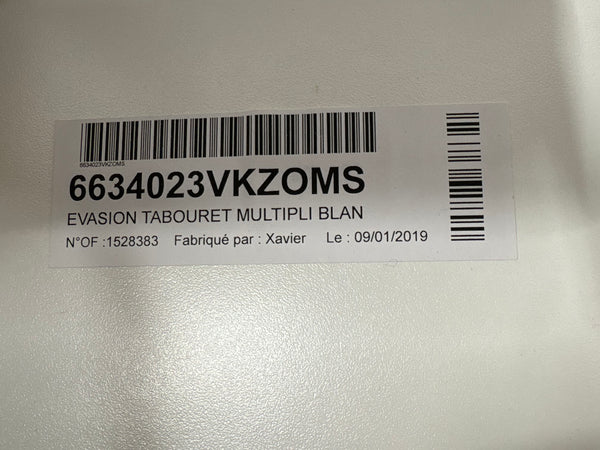 6634023VKZOMS
6634023VKZOMS
EVASION TABOURET MULTIPLI BLAN
N°OF :1528383 Fabriqué par : Xavier Le : 09/01/2019